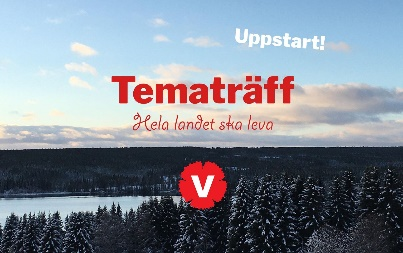 Uppstart!
Tematräff
Hela landet ska leva
V